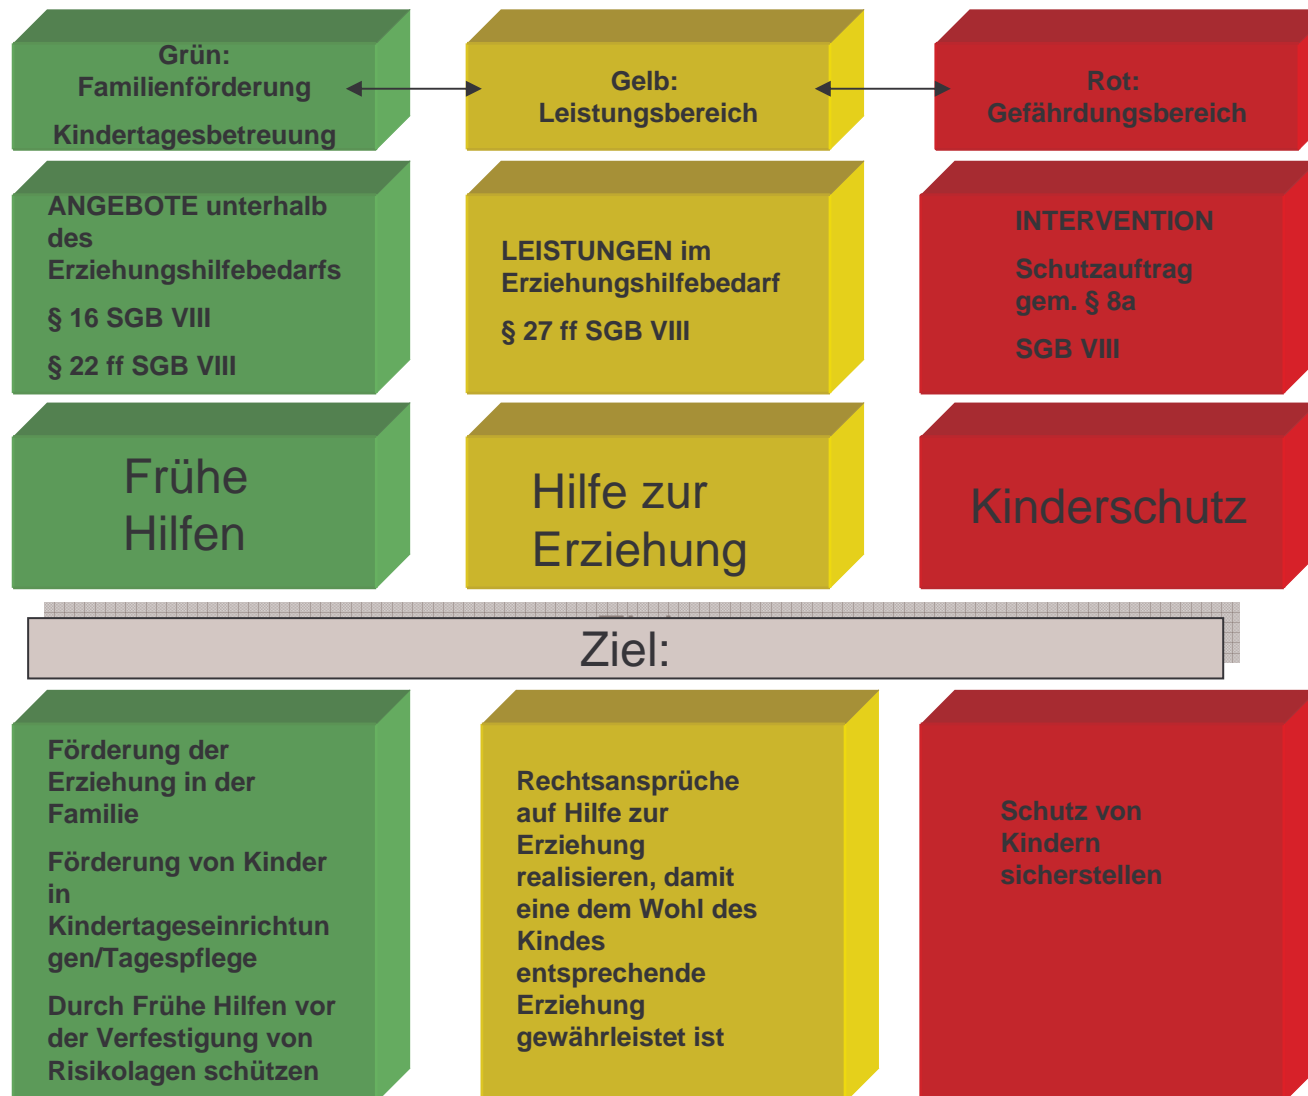 Grün:
Familienförderung
Kindertagesbetreuung
Gelb:
Leistungsbereich
Rot:
Gefährdungsbereich
ANGEBOTE unterhalb
des
Erziehungshilfebedarfs
§ 16 SGB VIII
§ 22 ff SGB VIII
LEISTUNGEN im
Erziehungshilfebedarf
§ 27 ff SGB VIII
INTERVENTION
Schutzauftrag
gem. § 8a
SGB VIII
Frühe
Hilfen
Hilfe zur
Erziehung
Kinderschutz
Ziel:
Förderung der
Erziehung in der
Familie
Förderung von Kinder
in
Kindertageseinrichtun
gen/Tagespflege
Durch Frühe Hilfen vor
der Verfestigung von
Risikolagen schützen
Rechtsansprüche
auf Hilfe zur
Erziehung
realisieren, damit
eine dem Wohl des
Kindes
entsprechende
Erziehung
gewährleistet ist
Schutz von
Kindern
sicherstellen